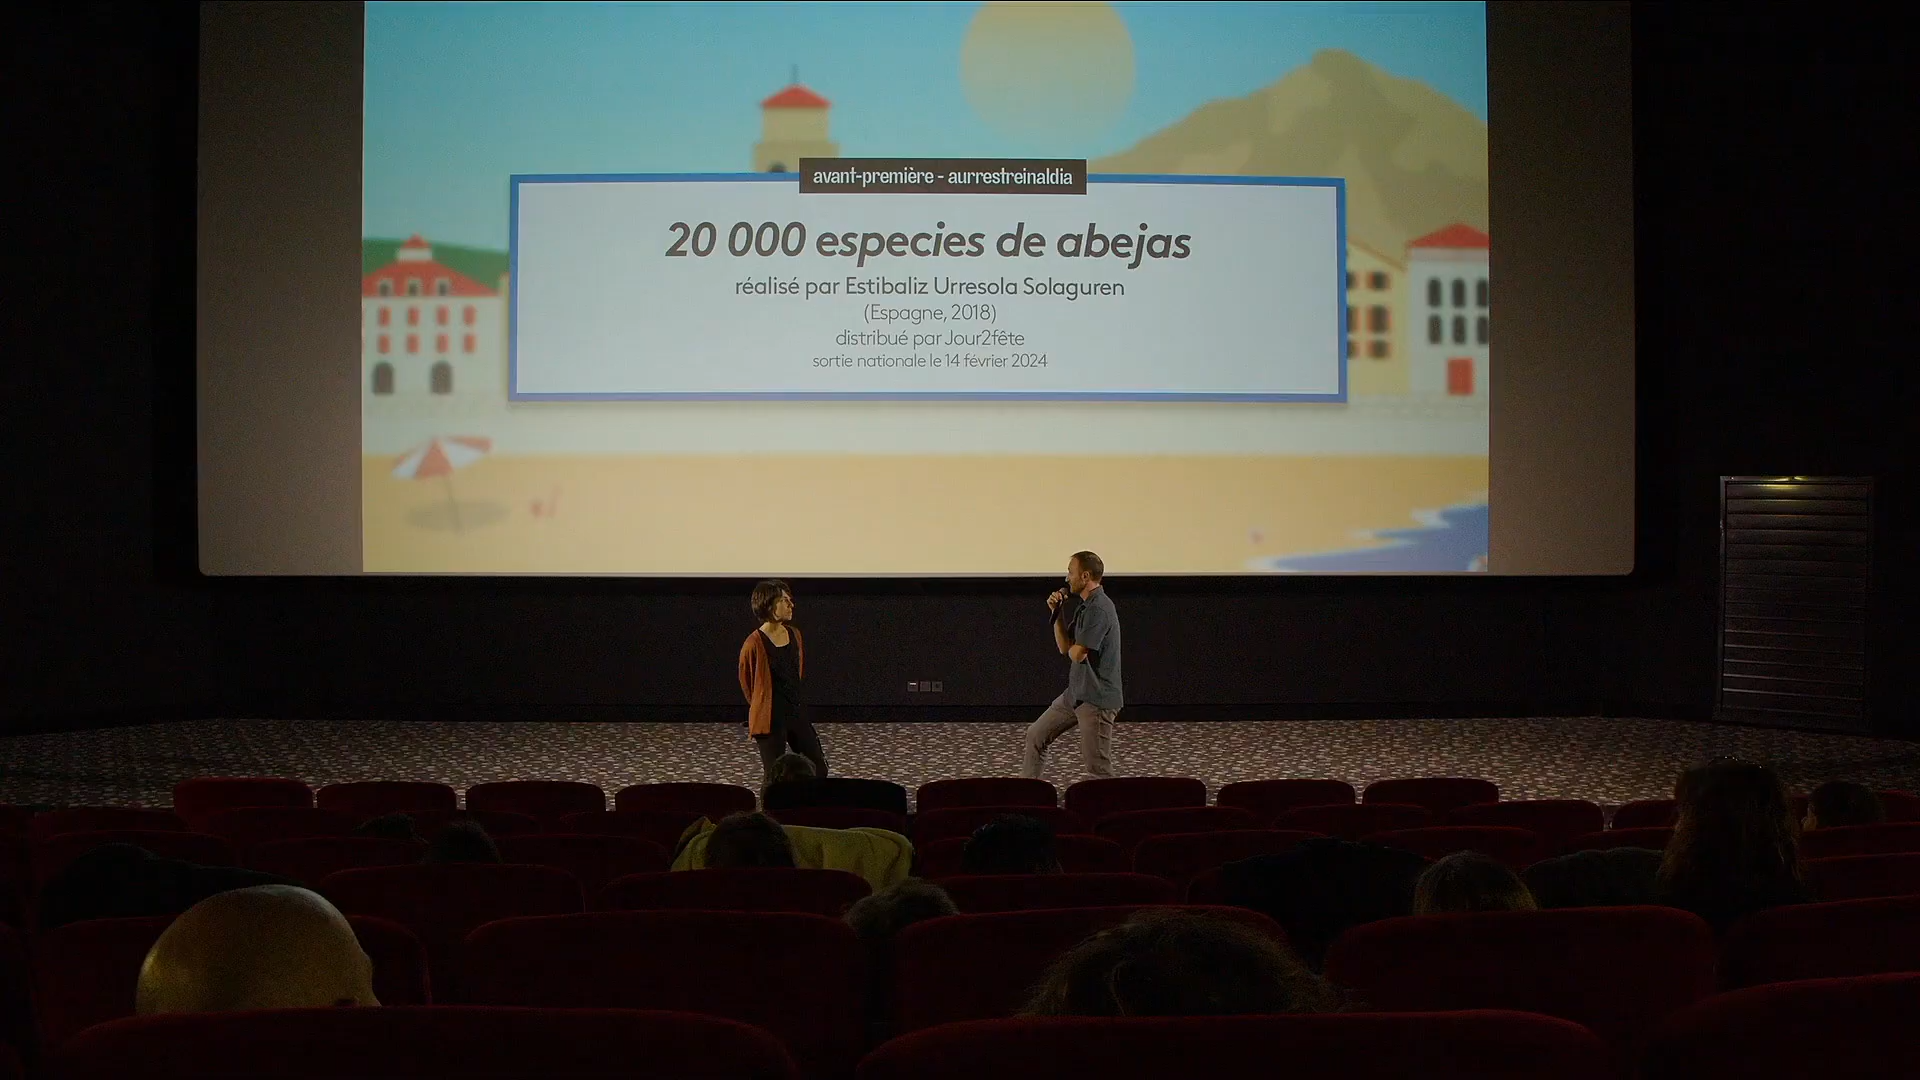 avant-première - aurrestreinaldia
20 000 especies de abejas
réalisé par Estibaliz Urresola Solaguren
(Espagne, 2018)
distribué par Jour2fête
sortie nationale le 14 février 2024